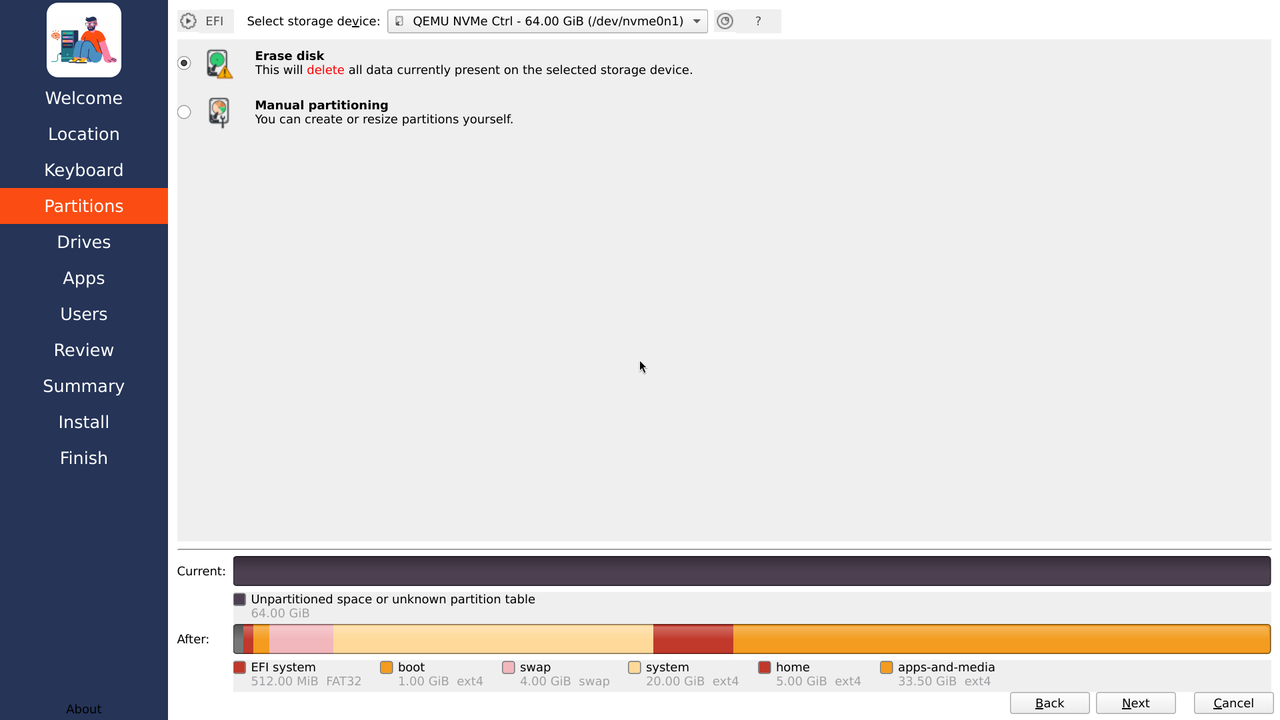 EFI Select storage device: QEMU NVMe Ctrl - 64.00 GiB (/dev/nvme0n1) ?
Welcome
Location
Keyboard
Partitions
Drives
Apps
Users
Review
Summary
Install
Finish
About
Erase disk
This will delete all data currently present on the selected storage device.
Manual partitioning
You can create or resize partitions yourself.
Current:
Unpartitioned space or unknown partition table
64.00 GiB
After:
EFI system boot swap system home apps-and-media
512.00 MiB FAT32 1.00 GiB ext4 4.00 GiB swap 20.00 GiB ext4 5.00 GiB ext4 33.50 GiB ext4
Back Next Cancel